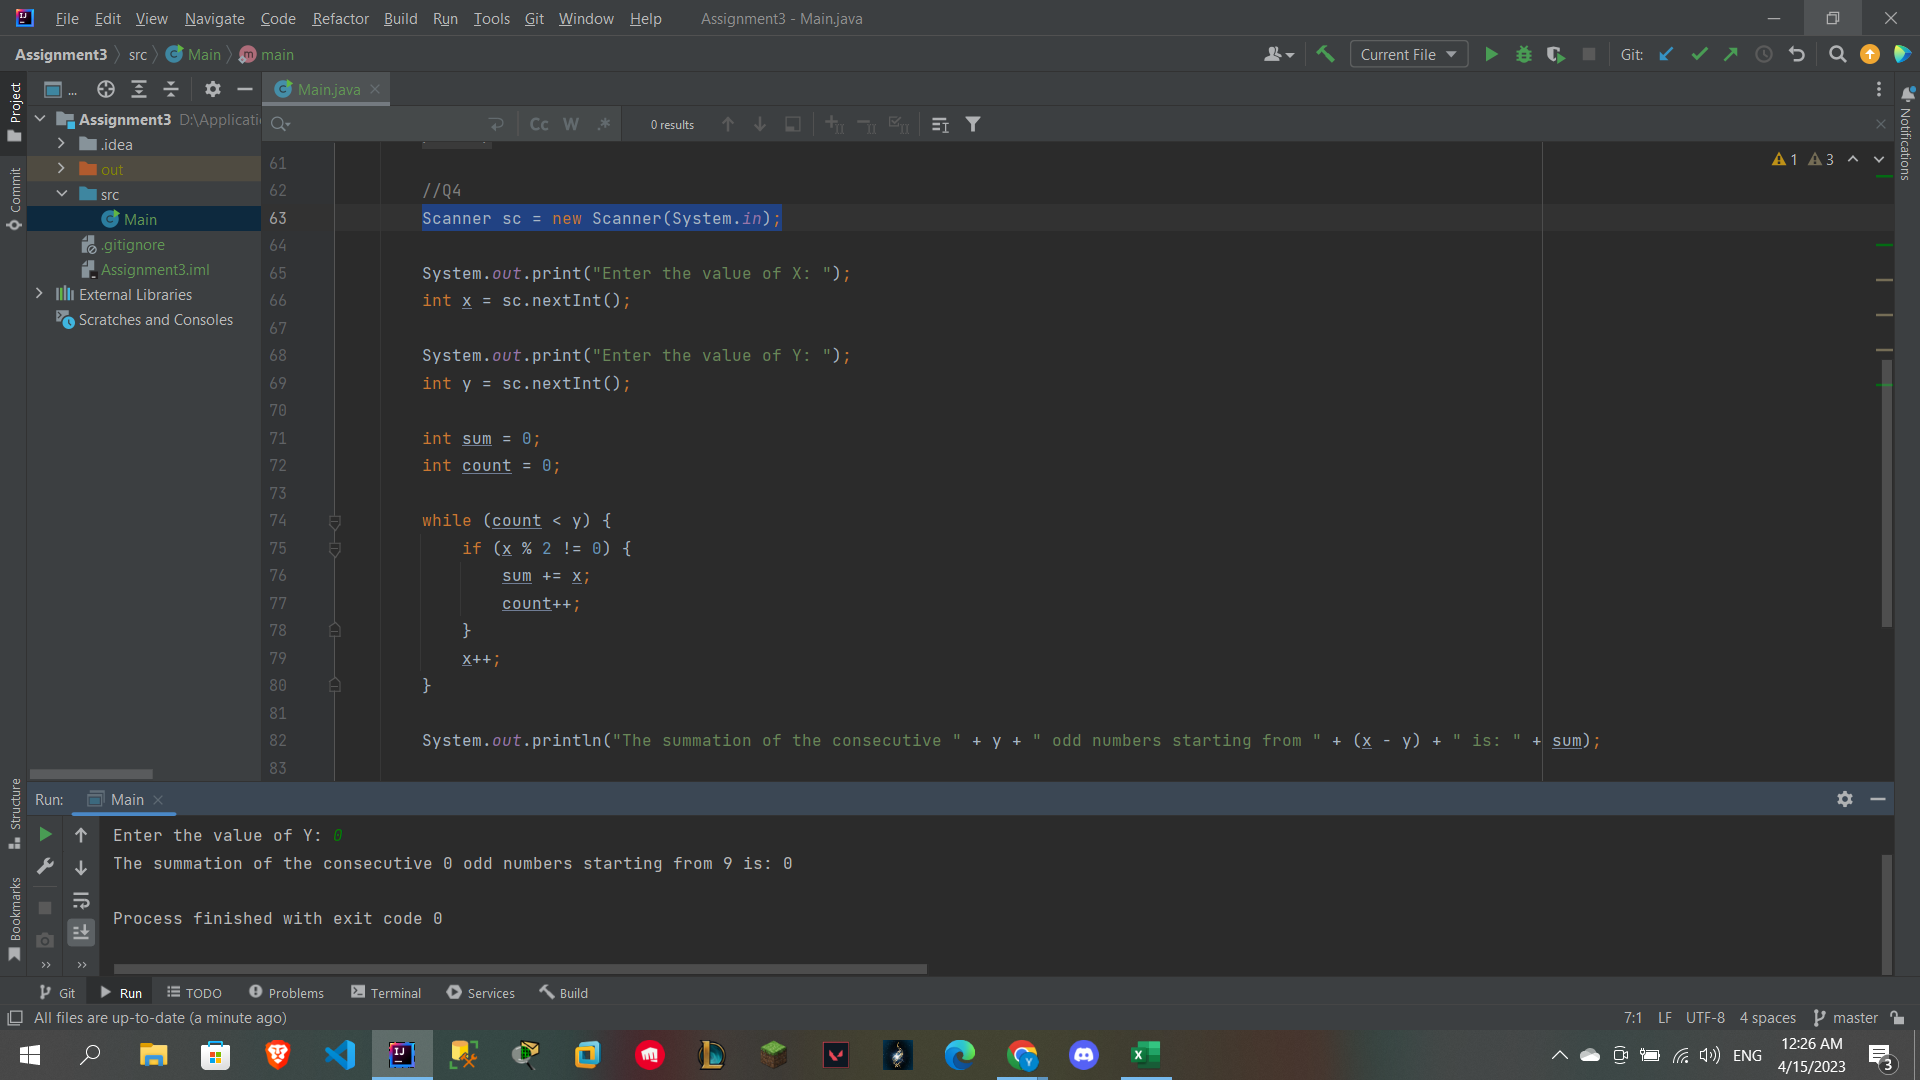 File Edit View Navigate Code Refactor Build Run Tools Git Window Help Assignment3 - Main.java
Assignment3 src Main main Current File Git:
Project ... Main.java
Assignment3 D:\Applicati
Cc W .* 0 results
.idea
out
src
Main
.gitignore
Assignment3.iml
External Libraries
Scratches and Consoles
Commit
Structure
Bookmarks
Notifications
1 3
61
62 //Q4
63 Scanner sc = new Scanner(System.in);
64
65 System.out.print("Enter the value of X: ");
66 int x = sc.nextInt();
67
68 System.out.print("Enter the value of Y: ");
69 int y = sc.nextInt();
70
71 int sum = 0;
72 int count = 0;
73
74 while (count < y) {
75 if (x % 2 != 0) {
76 sum += x;
77 count++;
78 }
79 x++;
80 }
81
82 System.out.println("The summation of the consecutive " + y + " odd numbers starting from " + (x - y) + " is: " + sum);
83
Run: Main
Enter the value of Y: 0
The summation of the consecutive 0 odd numbers starting from 9 is: 0
Process finished with exit code 0
Git Run TODO Problems Terminal Services Build
All files are up-to-date (a minute ago) 7:1 LF UTF-8 4 spaces master
ENG 12:26 AM
4/15/2023 3